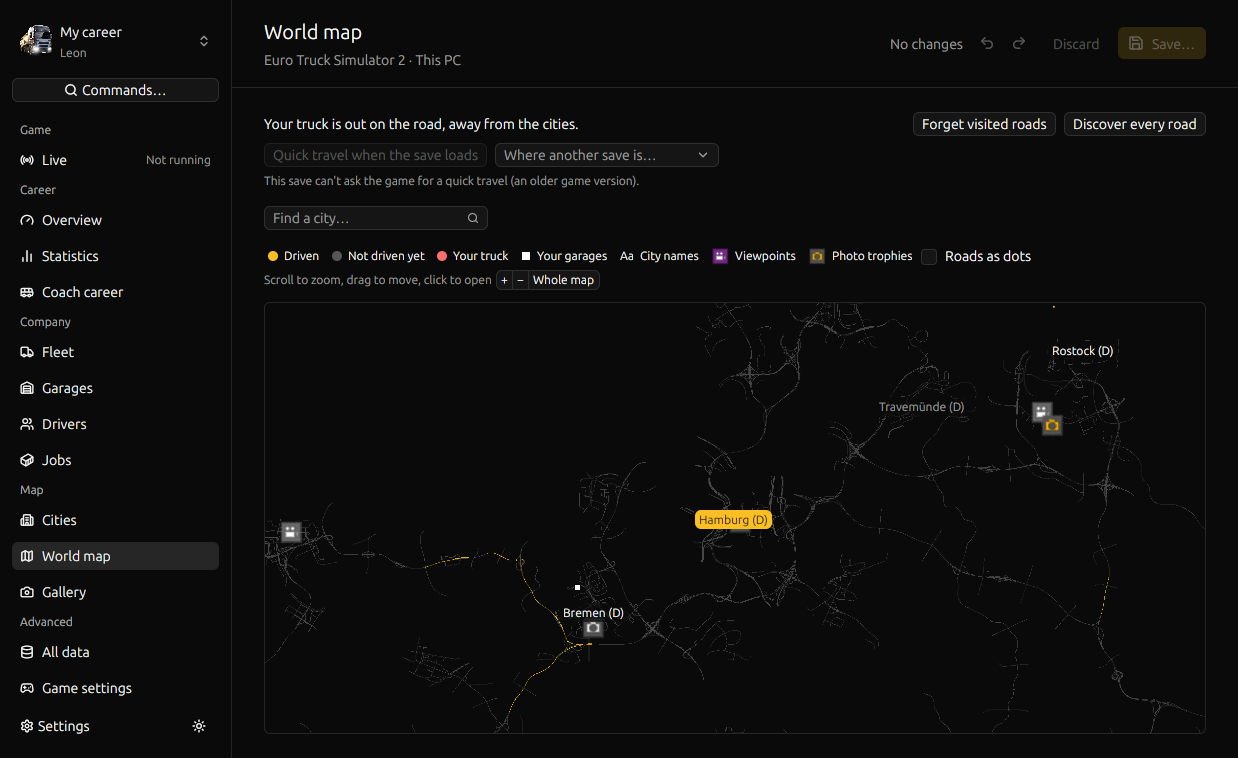 My career
Leon
Commands…
Game
Live
Not running
Career
Overview
Statistics
Coach career
Company
Fleet
Garages
Drivers
Jobs
Map
Cities
World map
Gallery
Advanced
All data
Game settings
Settings
World map
Euro Truck Simulator 2 · This PC
No changes
Discard
Save…
Your truck is out on the road, away from the cities.
Forget visited roads
Discover every road
Quick travel when the save loads
Where another save is…
This save can't ask the game for a quick travel (an older game version).
Find a city…
Driven
Not driven yet
Your truck
Your garages
Aa City names
Viewpoints
Photo trophies
Roads as dots
Scroll to zoom, drag to move, click to open
+
−
Whole map
Rostock (D)
Travemünde (D)
Hamburg (D)
Bremen (D)